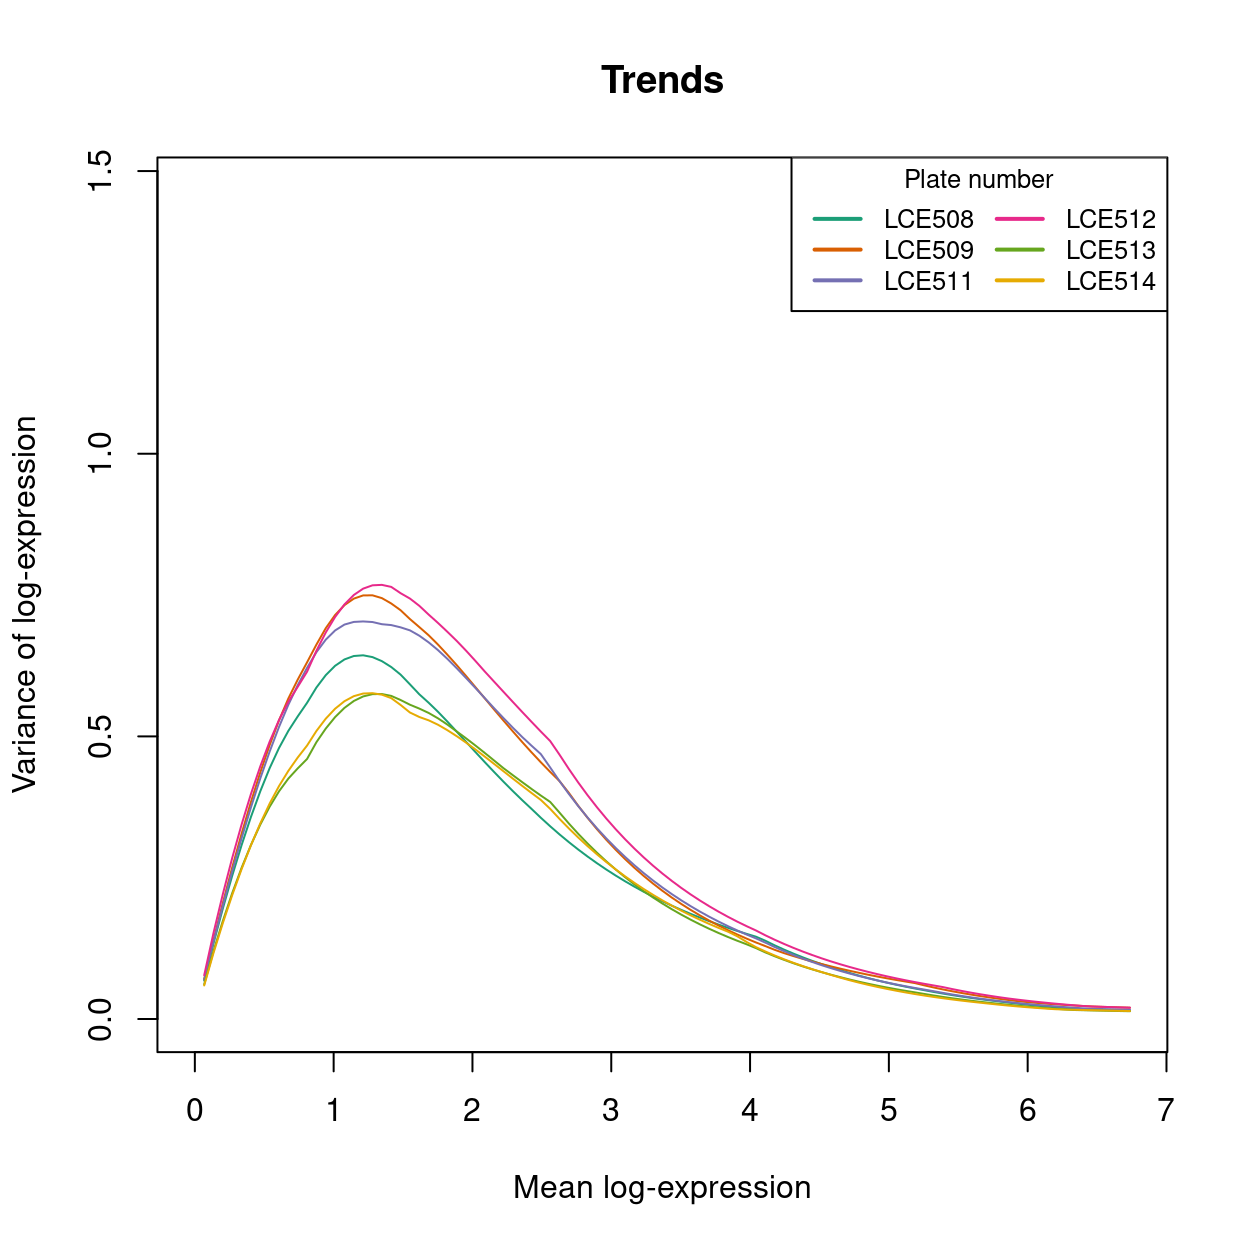 Trends
Variance of log-expression
1.5
1.0
0.5
0.0
Plate number
LCE508 LCE512
LCE509 LCE513
LCE511 LCE514
0 1 2 3 4 5 6 7
Mean log-expression